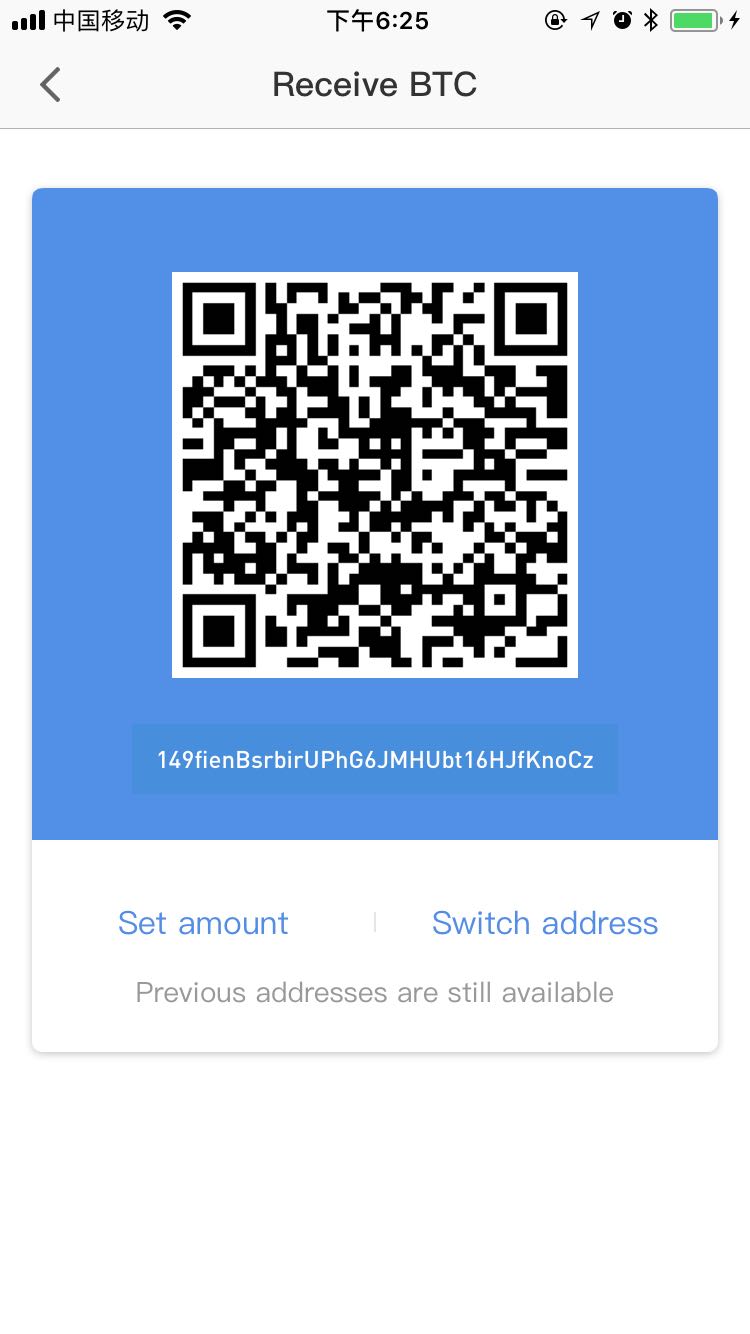 中国移动 下午6:25
Receive BTC
149fienBsrbirUPhG6JMHUbt16HJfKnoCz
Set amount Switch address
Previous addresses are still available